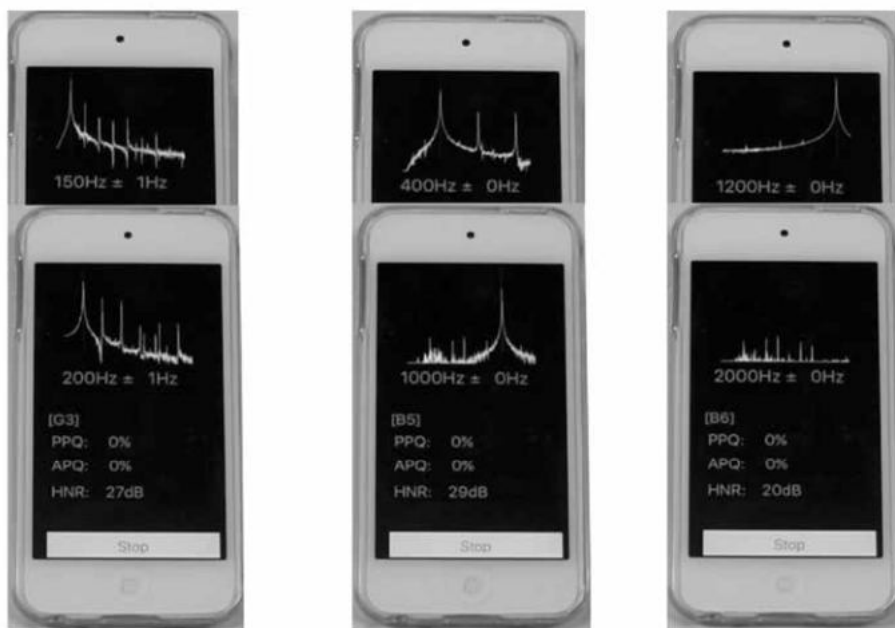 150Hz ± 1Hz
400Hz ± 0Hz
1200Hz ± 0Hz
200Hz ± 1Hz
[G3]
PPQ: 0%
APQ: 0%
HNR: 27dB
Stop
1000Hz ± 0Hz
[B5]
PPQ: 0%
APQ: 0%
HNR: 29dB
Stop
2000Hz ± 0Hz
[B6]
PPQ: 0%
APQ: 0%
HNR: 20dB
Stop